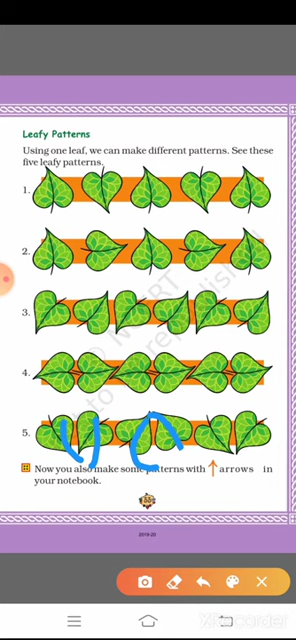 Leafy Patterns
Using one leaf, we can make different patterns. See these
five leafy patterns.
1.
2.
3.
4.
5.
Now you also make some patterns with ↑ arrows in
your notebook.
2019-20